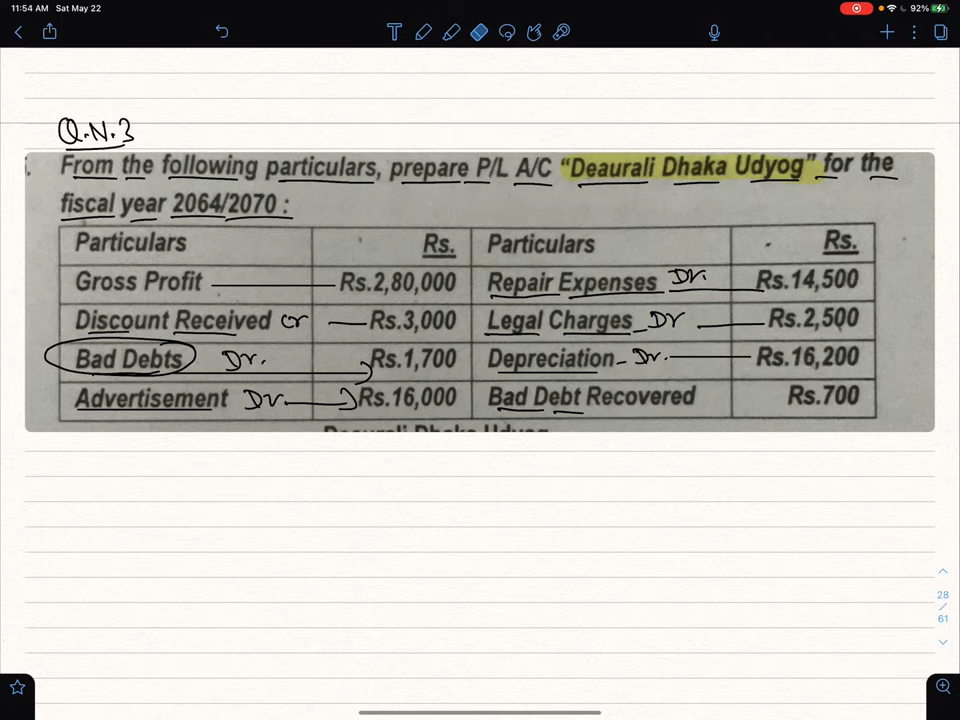 11:54 AM Sat May 22
92%
Q.N.3
From the following particulars, prepare P/L A/C “Deaurali Dhaka Udyog” for the
fiscal year 2064/2070 :
Particulars Rs. Particulars Rs.
Gross Profit Rs.2,80,000 Repair Expenses Dr. Rs.14,500
Discount Received cr Rs.3,000 Legal Charges Dr Rs.2,500
Bad Debts Dr. Rs.1,700 Depreciation Dr. Rs.16,200
Advertisement Dr. Rs.16,000 Bad Debt Recovered Rs.700
Deaurali Dhaka Udyog
28
/
61